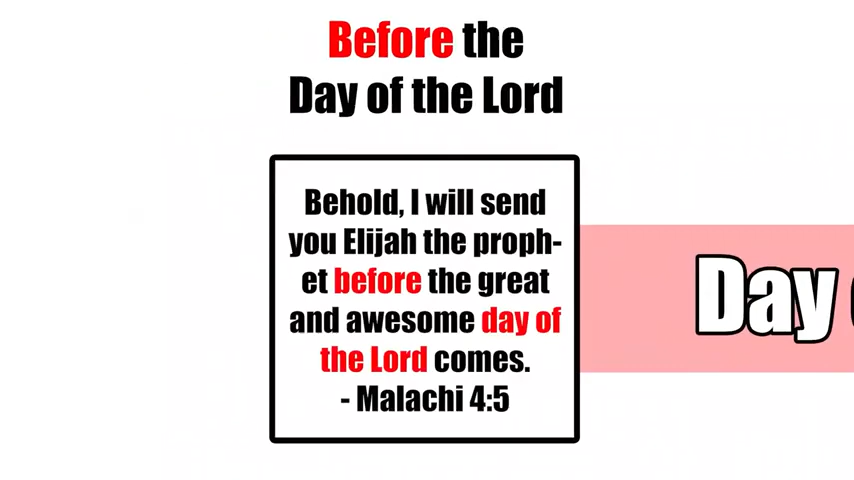 Before the
Day of the Lord
Behold, I will send
you Elijah the proph-
et before the great
and awesome day of
the Lord comes.
- Malachi 4:5
Day